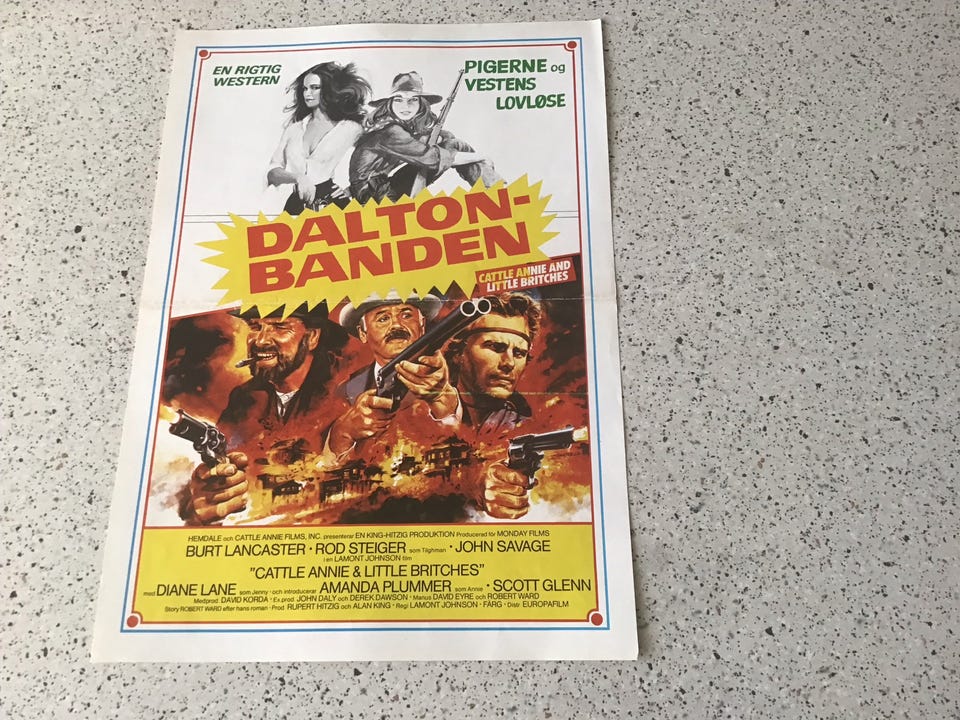 EN RIGTIG
WESTERN
PIGERNE og
VESTENS
LOVLØSE
DALTON-
BANDEN
CATTLE ANNIE AND
LITTLE BRITCHES
HEMDALE och CATTLE ANNIE FILMS, INC. presenterar EN KING-HITZIG PRODUKTION Producerad för MONDAY FILMS
BURT LANCASTER · ROD STEIGER som Tilghman · JOHN SAVAGE
i en LAMONT JOHNSON film
"CATTLE ANNIE & LITTLE BRITCHES"
med DIANE LANE som Jenny · och introducerar AMANDA PLUMMER som Annie · SCOTT GLENN
Medprod. DAVID KORDA · Ex.prod. JOHN DALY och DEREK DAWSON · Manus DAVID EYRE och ROBERT WARD
Story ROBERT WARD efter hans roman · Prod. RUPERT HITZIG och ALAN KING · Regi LAMONT JOHNSON · FÄRG · Distr. EUROPAFILM